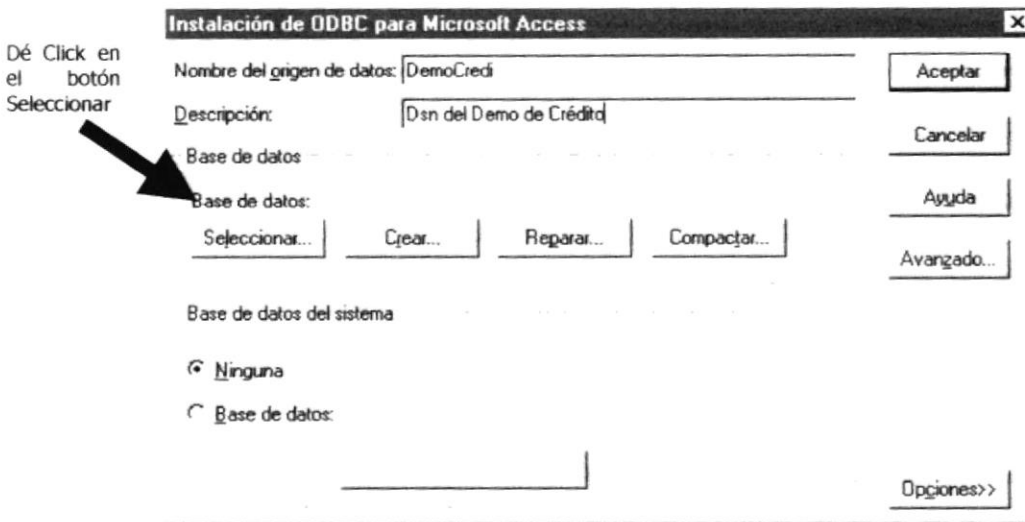 Instalación de ODBC para Microsoft Access
Dé Click en
el botón
Seleccionar
Nombre del origen de datos: DemoCredi
Aceptar
Descripción: Dsn del Demo de Crédito
Cancelar
Base de datos
Base de datos:
Ayuda
Seleccionar... Crear... Reparar... Compactar...
Avanzado...
Base de datos del sistema
Ninguna
Base de datos:
Opciones>>